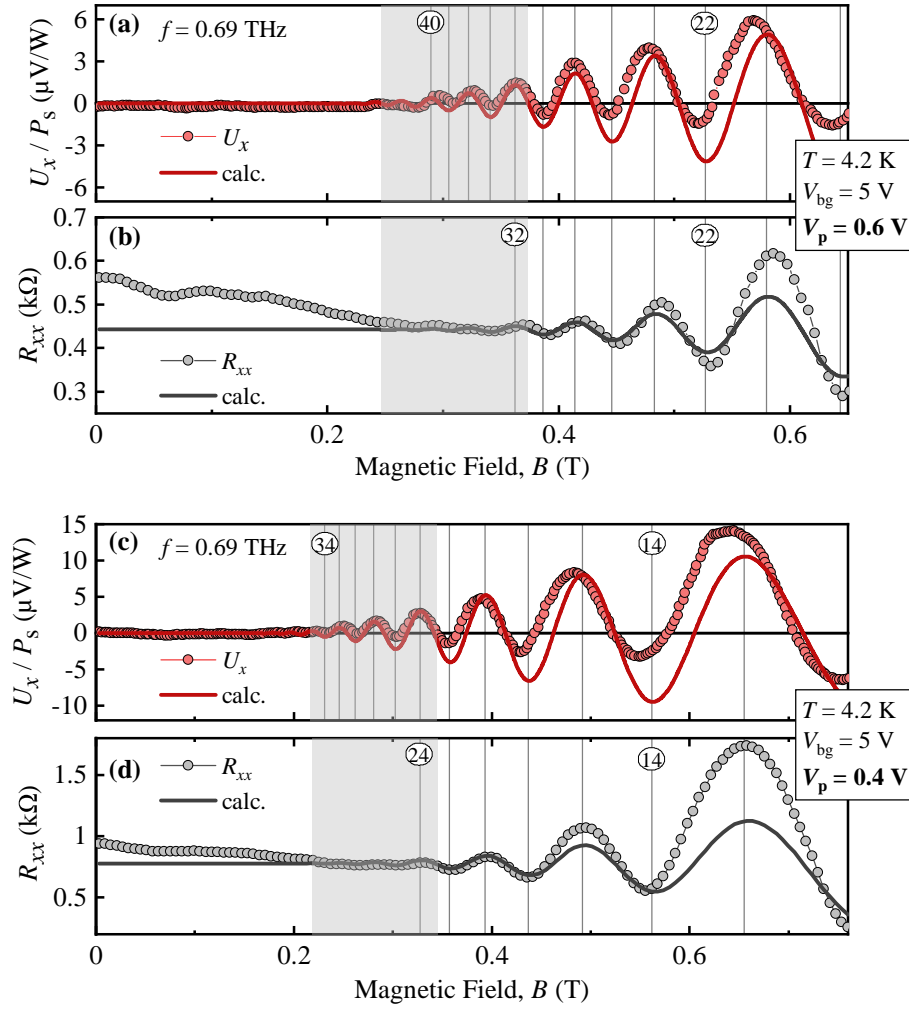 (a) f = 0.69 THz
40
22
6
3
0
-3
-6
U_x / P_s (μV/W)
U_x
calc.
T = 4.2 K
V_bg = 5 V
V_p = 0.6 V
(b)
32
22
0.7
0.6
0.5
0.4
0.3
R_xx (kΩ)
R_xx
calc.
0 0.2 0.4 0.6
Magnetic Field, B (T)
(c) f = 0.69 THz
34
14
15
10
5
0
-5
-10
U_x / P_s (μV/W)
U_x
calc.
T = 4.2 K
V_bg = 5 V
V_p = 0.4 V
(d)
24
14
1.5
1
0.5
R_xx (kΩ)
R_xx
calc.
0 0.2 0.4 0.6
Magnetic Field, B (T)